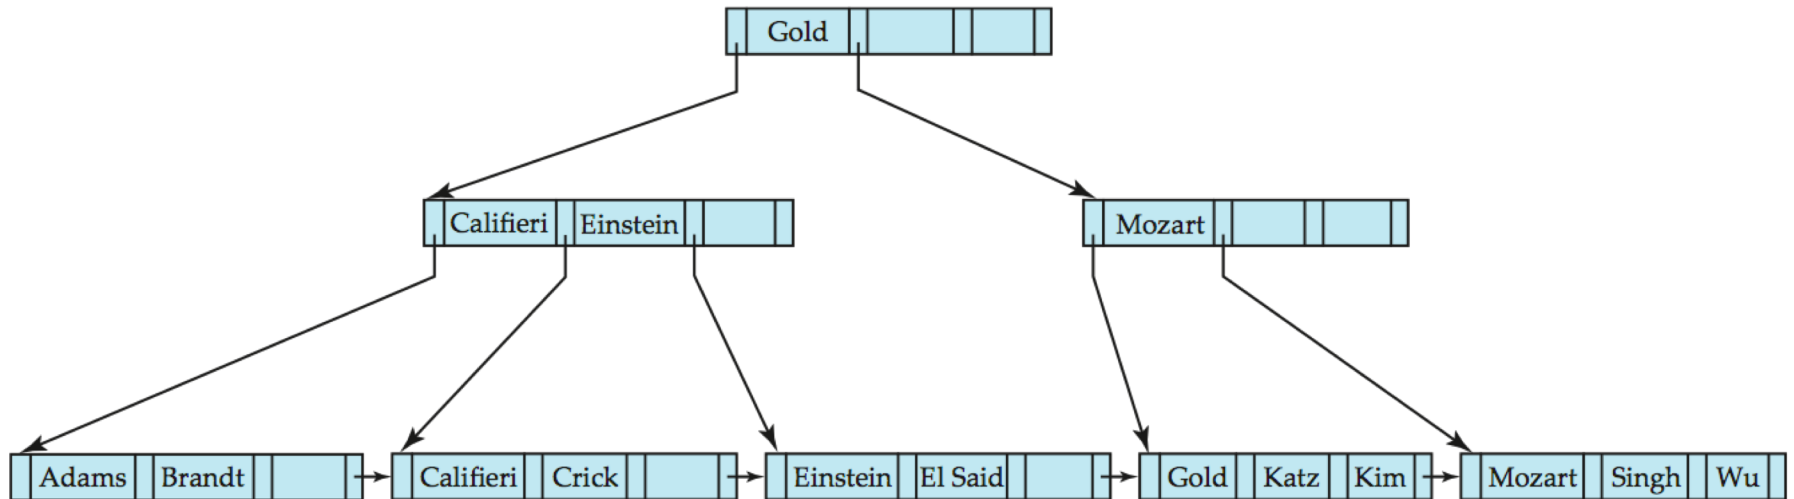 Gold
Califieri Einstein
Mozart
Adams Brandt
Califieri Crick
Einstein El Said
Gold Katz Kim
Mozart Singh Wu